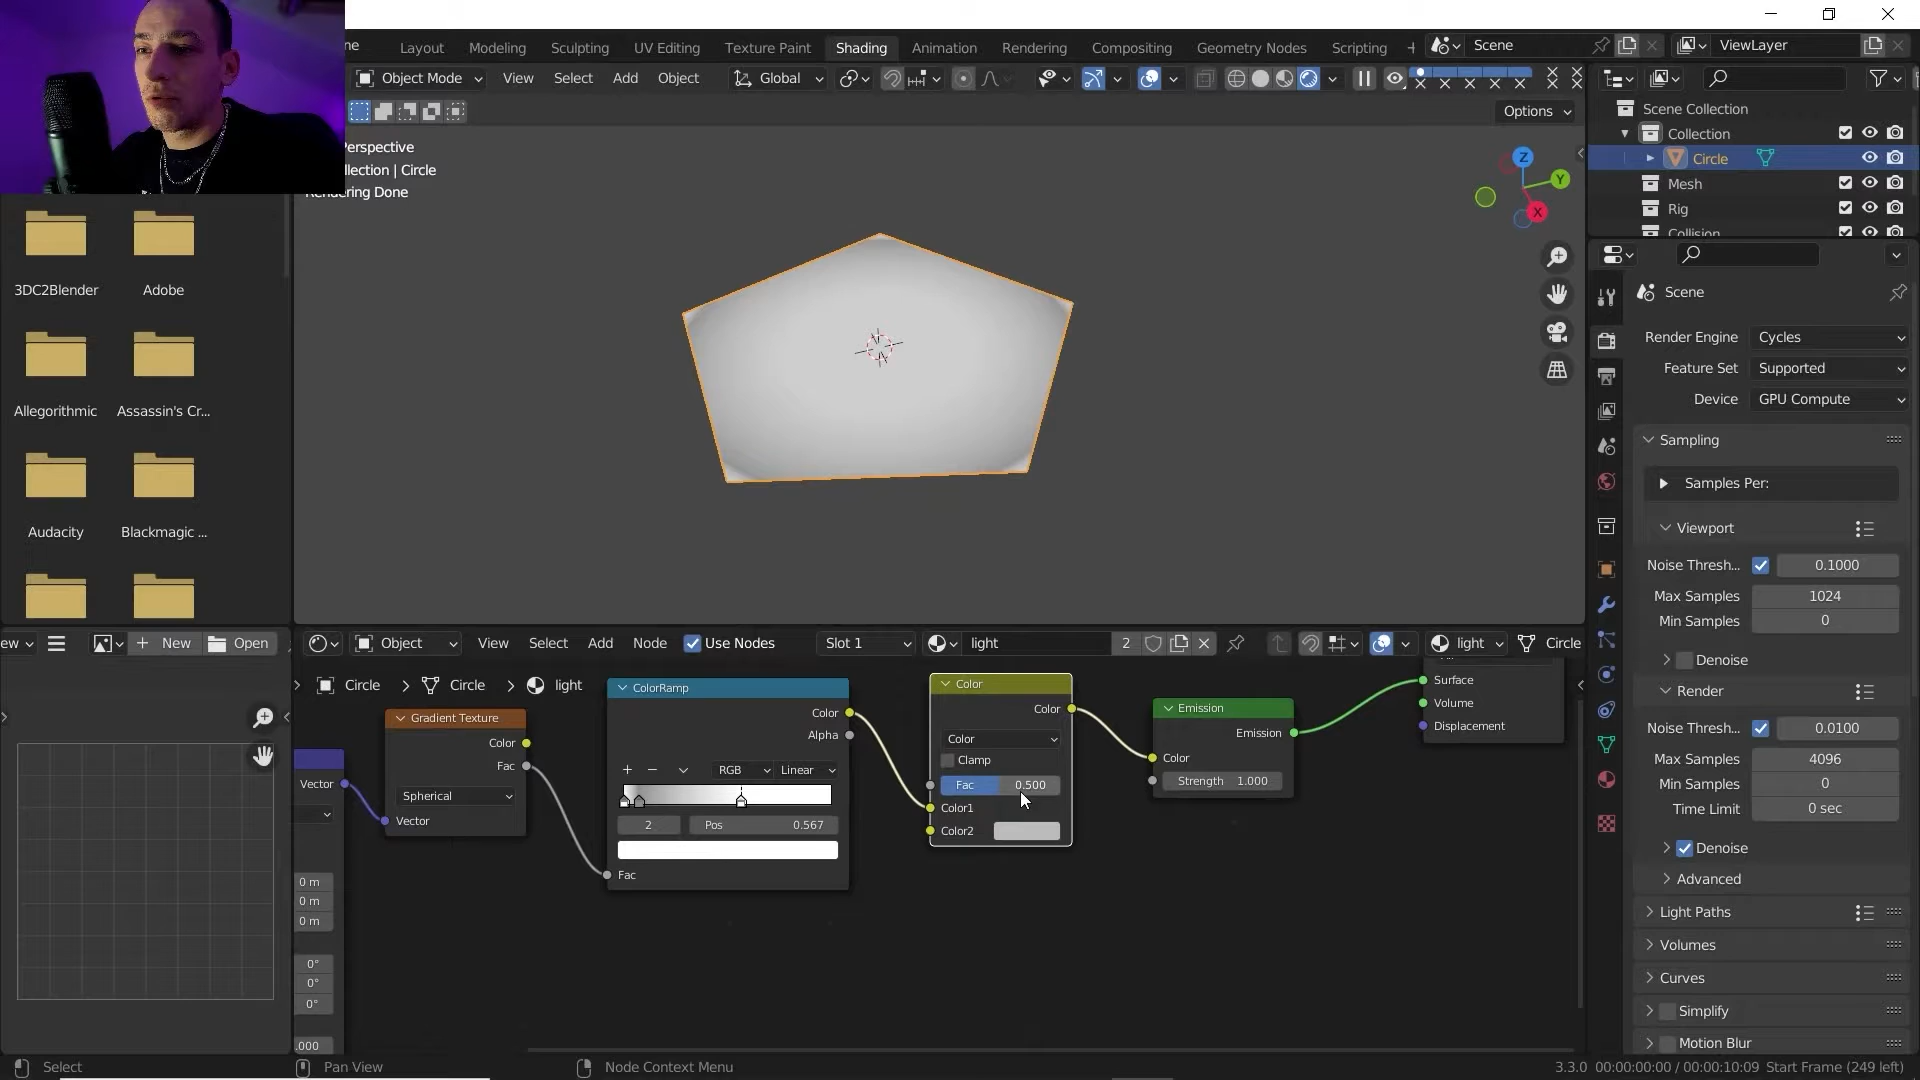 ne Layout Modeling Sculpting UV Editing Texture Paint Shading Animation Rendering Compositing Geometry Nodes Scripting + Scene ViewLayer
Object Mode View Select Add Object Global
Options
Perspective
llection | Circle
Rendering Done
Z
Y
X
3DC2Blender Adobe
Allegorithmic Assassin's Cr...
Audacity Blackmagic ...
Scene Collection
Collection
Circle
Mesh
Rig
Collision
Scene
Render Engine Cycles
Feature Set Supported
Device GPU Compute
Sampling
Samples Per:
Viewport
Noise Thresh... 0.1000
Max Samples 1024
Min Samples 0
Denoise
Render
Noise Thresh... 0.0100
Max Samples 4096
Min Samples 0
Time Limit 0 sec
Denoise
Advanced
Light Paths
Volumes
Curves
Simplify
Motion Blur
ew New Open
Object View Select Add Node Use Nodes Slot 1 light 2 light Circle
Circle Circle light
Vector
0 m
0 m
0 m
0°
0°
0°
.000
Gradient Texture
Color
Fac
Spherical
Vector
ColorRamp
Color
Alpha
+ − RGB Linear
2 Pos 0.567
Fac
Color
Color
Color
Clamp
Fac 0.500
Color1
Color2
Emission
Emission
Color
Strength 1.000
Surface
Volume
Displacement
Select Pan View Node Context Menu 3.3.0 00:00:00:00 / 00:00:10:09 Start Frame (249 left)